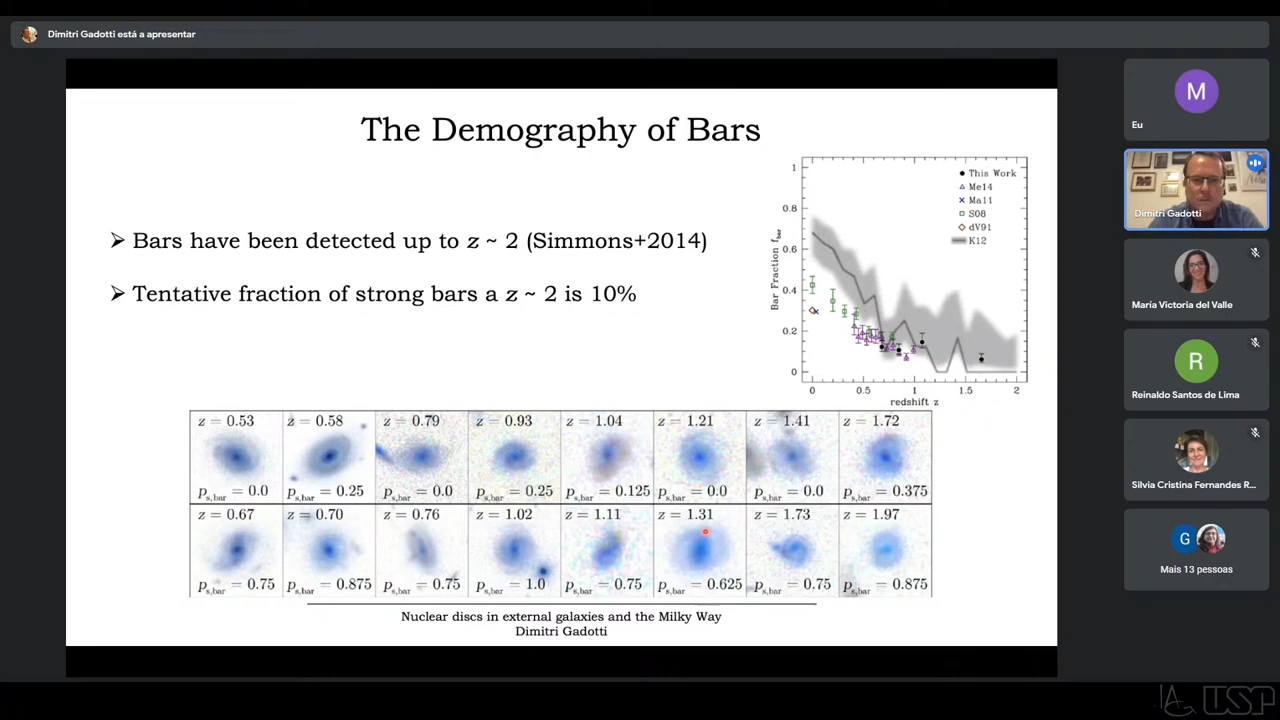 Dimitri Gadotti está a apresentar
The Demography of Bars
➢ Bars have been detected up to z ~ 2 (Simmons+2014)
➢ Tentative fraction of strong bars a z ~ 2 is 10%
This Work
Me14
Ma11
S08
dV91
K12
Bar Fraction f_bar
1
0.8
0.6
0.4
0.2
0
0 0.5 1 1.5 2
redshift z
z = 0.53 z = 0.58 z = 0.79 z = 0.93 z = 1.04 z = 1.21 z = 1.41 z = 1.72
p_s,bar = 0.0 p_s,bar = 0.25 p_s,bar = 0.0 p_s,bar = 0.25 p_s,bar = 0.125 p_s,bar = 0.0 p_s,bar = 0.0 p_s,bar = 0.375
z = 0.67 z = 0.70 z = 0.76 z = 1.02 z = 1.11 z = 1.31 z = 1.73 z = 1.97
p_s,bar = 0.75 p_s,bar = 0.875 p_s,bar = 0.75 p_s,bar = 1.0 p_s,bar = 0.75 p_s,bar = 0.625 p_s,bar = 0.75 p_s,bar = 0.875
Nuclear discs in external galaxies and the Milky Way
Dimitri Gadotti
M
Eu
Dimitri Gadotti
María Victoria del Valle
R
Reinaldo Santos de Lima
Silvia Cristina Fernandes R...
G
Mais 13 pessoas
USP